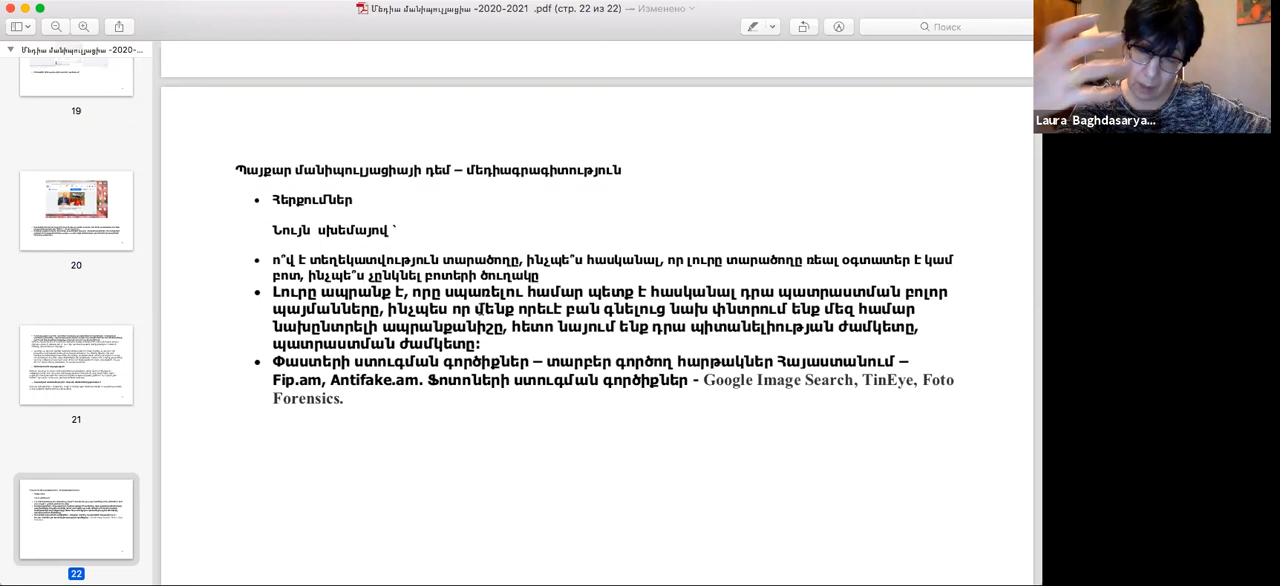 Մեդիա մանիպուլյացիա -2020-2021 .pdf (стр. 22 из 22) — Изменено
Поиск
Մեդիա մանիպուլյացիա -2020-...
19
20
21
22
Laura Baghdasarya...
Պայքար մանիպուլյացիայի դեմ – մեդիագրագիտություն
• Հերքումներ
Նույն սխեմայով `
• ո՞վ է տեղեկատվություն տարածողը, ինչպե՞ս հասկանալ, որ լուրը տարածողը ռեալ օգտատեր է կամ
բոտ, ինչպե՞ս չընկնել բոտերի ծուղակը
• Լուրը ապրանք է, որը սպառելու համար պետք է հասկանալ դրա պատրաստման բոլոր
պայմանները, ինչպես որ մենք որեւէ բան գնելուց նախ փնտրում ենք մեզ համար
նախընտրելի ապրանքանիշը, հետո նայում ենք դրա պիտանելիության ժամկետը,
պատրաստման ժամկետը:
• Փաստերի ստուգման գործիքներ – տարբեր գործող հարթակներ Հայաստանում –
Fip.am, Antifake.am. Ֆոտոների ստուգման գործիքներ - Google Image Search, TinEye, Foto
Forensics.